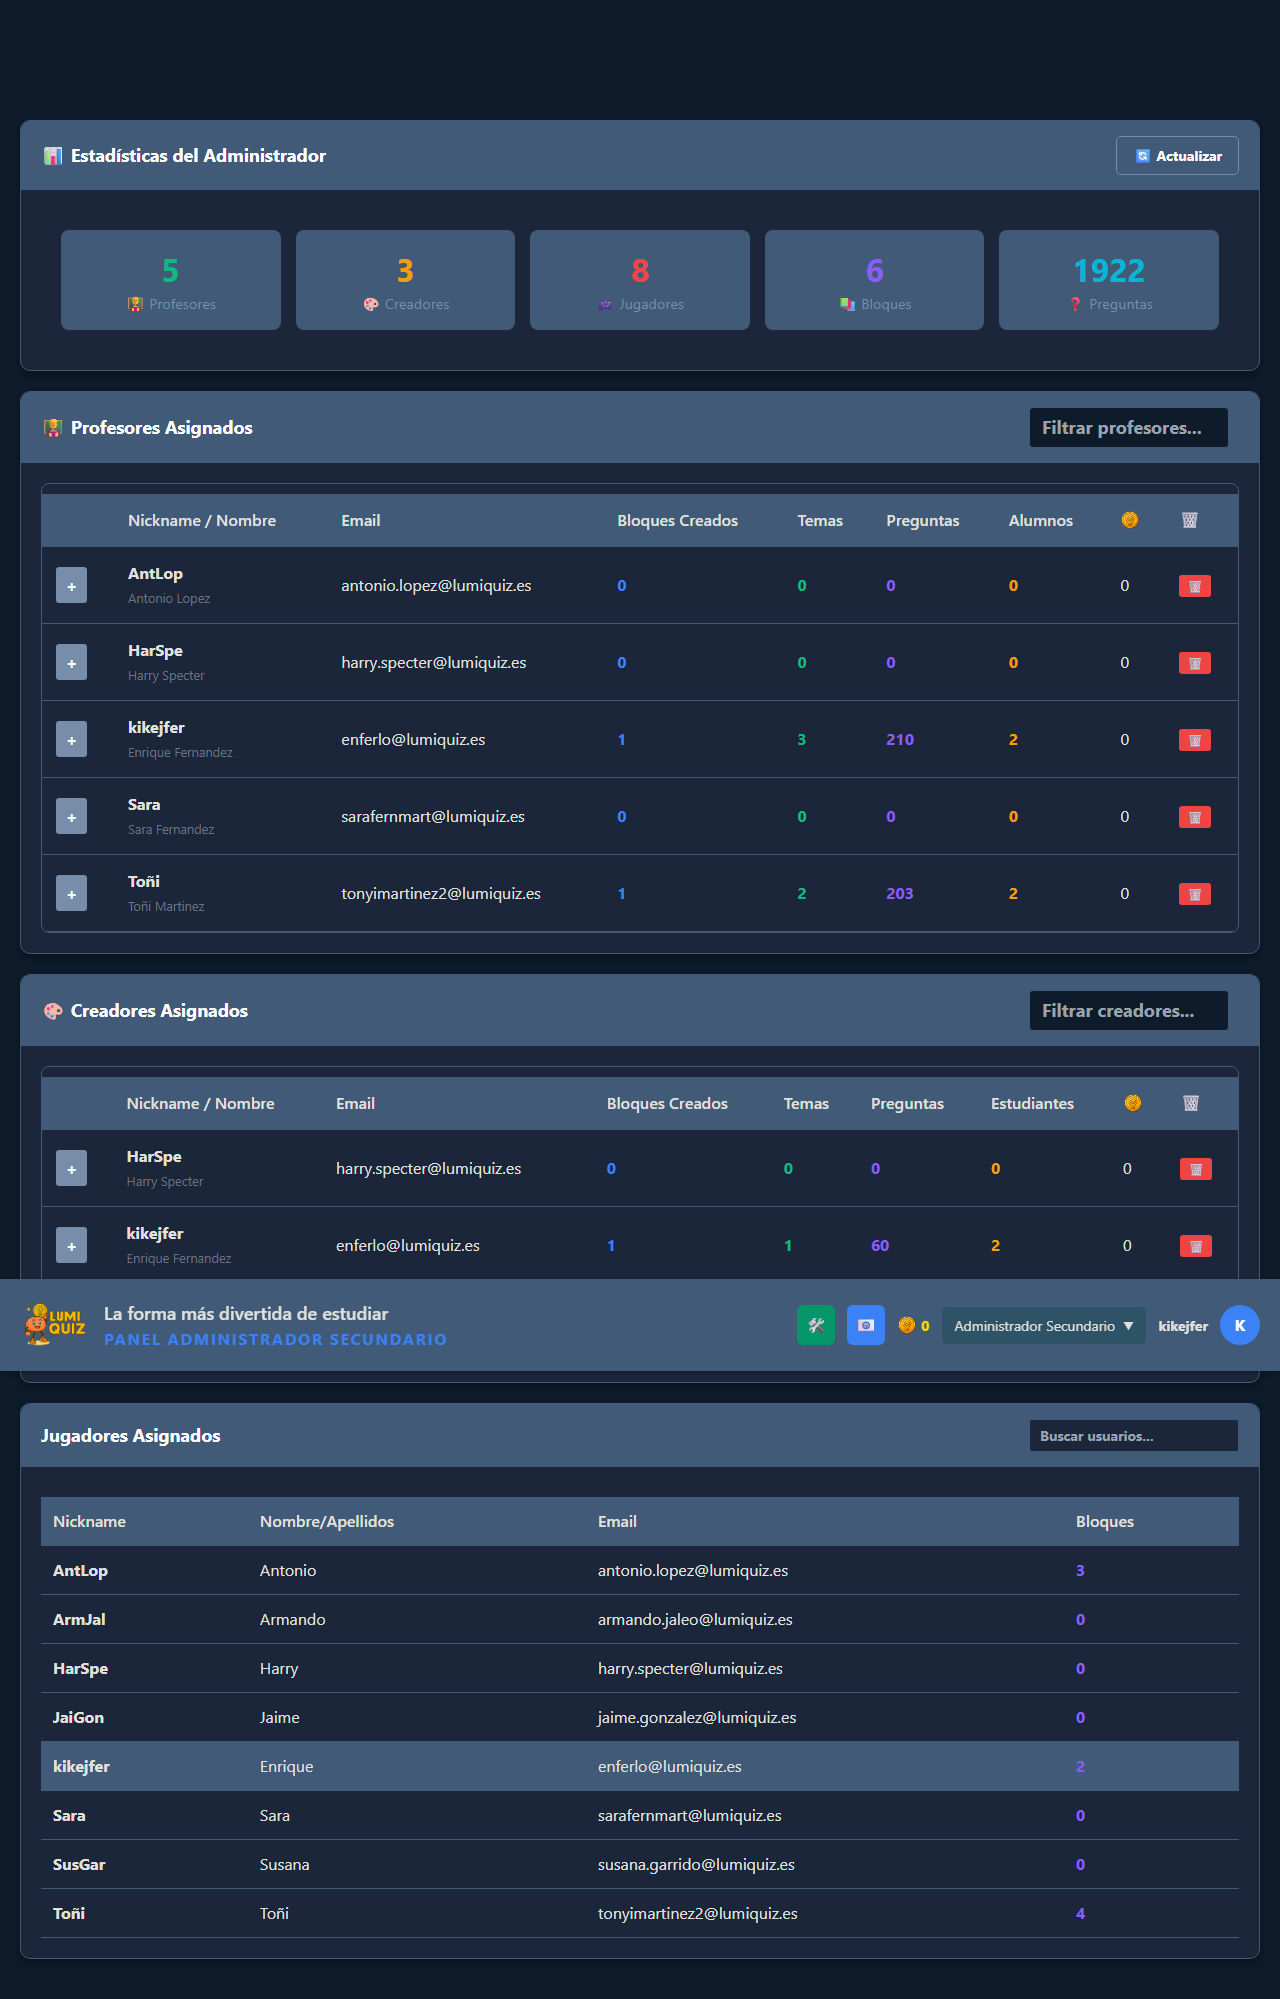 Estadísticas del Administrador
Actualizar
5
Profesores
3
Creadores
8
Jugadores
6
Bloques
1922
Preguntas
Profesores Asignados
Filtrar profesores...
Nickname / Nombre Email Bloques Creados Temas Preguntas Alumnos
+ AntLop antonio.lopez@lumiquiz.es 0 0 0 0 0
Antonio Lopez
+ HarSpe harry.specter@lumiquiz.es 0 0 0 0 0
Harry Specter
+ kikejfer enferlo@lumiquiz.es 1 3 210 2 0
Enrique Fernandez
+ Sara sarafernmart@lumiquiz.es 0 0 0 0 0
Sara Fernandez
+ Toñi tonyimartinez2@lumiquiz.es 1 2 203 2 0
Toñi Martinez
Creadores Asignados
Filtrar creadores...
Nickname / Nombre Email Bloques Creados Temas Preguntas Estudiantes
+ HarSpe harry.specter@lumiquiz.es 0 0 0 0 0
Harry Specter
+ kikejfer enferlo@lumiquiz.es 1 1 60 2 0
Enrique Fernandez
LUMI
QUIZ
La forma más divertida de estudiar
PANEL ADMINISTRADOR SECUNDARIO
0
Administrador Secundario ▼
kikejfer
K
Jugadores Asignados
Buscar usuarios...
Nickname Nombre/Apellidos Email Bloques
AntLop Antonio antonio.lopez@lumiquiz.es 3
ArmJal Armando armando.jaleo@lumiquiz.es 0
HarSpe Harry harry.specter@lumiquiz.es 0
JaiGon Jaime jaime.gonzalez@lumiquiz.es 0
kikejfer Enrique enferlo@lumiquiz.es 2
Sara Sara sarafernmart@lumiquiz.es 0
SusGar Susana susana.garrido@lumiquiz.es 0
Toñi Toñi tonyimartinez2@lumiquiz.es 4